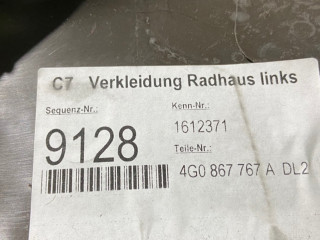 C7 Verkleidung Radhaus links
Sequenz-Nr.: Kenn-Nr.:
9128 1612371
Teile-Nr.:
4G0 867 767 A DL2